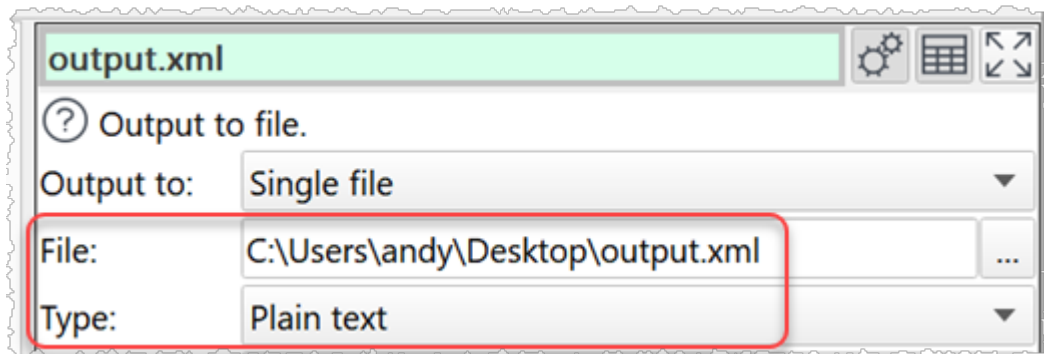 output.xml
? Output to file.
Output to: Single file
File: C:\Users\andy\Desktop\output.xml ...
Type: Plain text